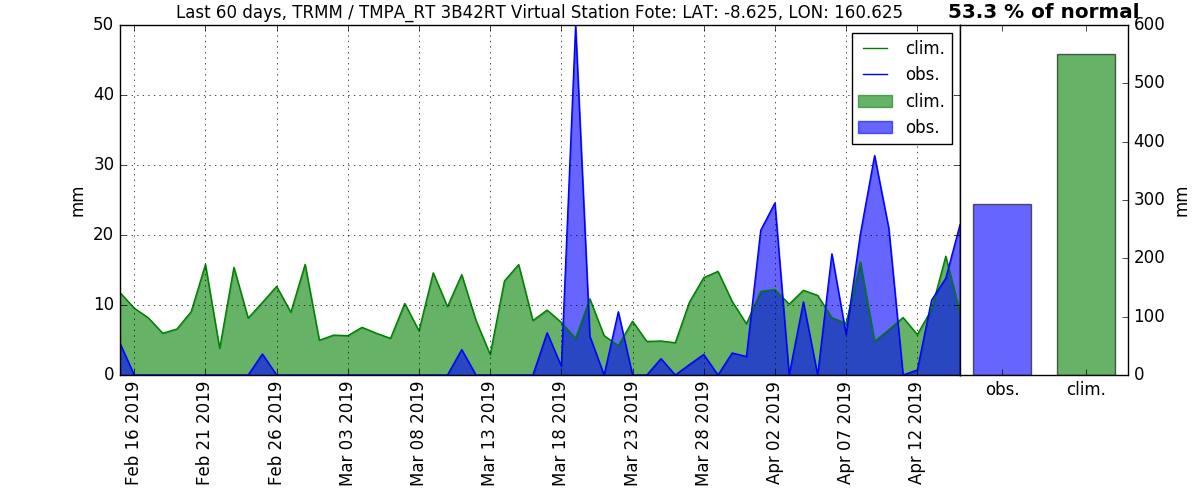 Last 60 days, TRMM / TMPA_RT 3B42RT Virtual Station Fote: LAT: -8.625, LON: 160.625
53.3 % of normal
50
40
30
20
10
0
mm
clim.
obs.
clim.
obs.
600
500
400
300
200
100
0
mm
obs.
clim.
Feb 16 2019
Feb 21 2019
Feb 26 2019
Mar 03 2019
Mar 08 2019
Mar 13 2019
Mar 18 2019
Mar 23 2019
Mar 28 2019
Apr 02 2019
Apr 07 2019
Apr 12 2019